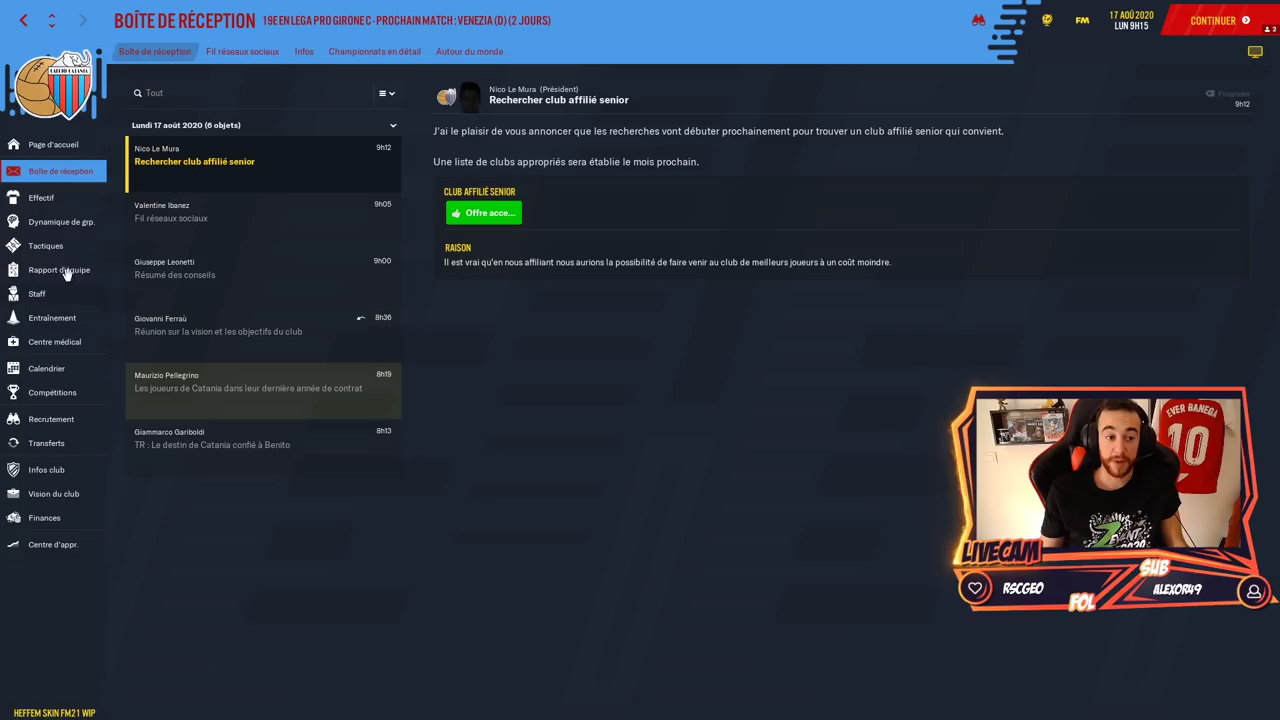 BOÎTE DE RÉCEPTION
19E EN LEGA PRO GIRONE C · PROCHAIN MATCH : VENEZIA (D) (2 JOURS)
FM
17 AOÛ 2020
LUN 9H15
CONTINUER
2
Boîte de réception
Fil réseaux sociaux
Infos
Championnats en détail
Autour du monde
Page d'accueil
Boîte de réception
Effectif
Dynamique de grp.
Tactiques
Rapport d'équipe
Staff
Entraînement
Centre médical
Calendrier
Compétitions
Recrutement
Transferts
Infos club
Vision du club
Finances
Centre d'appr.
HEFFEM SKIN FM21 WIP
Tout
Lundi 17 août 2020 (6 objets)
Nico Le Mura 9h12
Rechercher club affilié senior
Valentine Ibanez 9h05
Fil réseaux sociaux
Giuseppe Leonetti 9h00
Résumé des conseils
Giovanni Ferraù 8h36
Réunion sur la vision et les objectifs du club
Maurizio Pellegrino 8h19
Les joueurs de Catania dans leur dernière année de contrat
Giammarco Gariboldi 8h13
TR : Le destin de Catania confié à Benito
Nico Le Mura (Président)
Rechercher club affilié senior
Finances
9h12
J'ai le plaisir de vous annoncer que les recherches vont débuter prochainement pour trouver un club affilié senior qui convient.
Une liste de clubs appropriés sera établie le mois prochain.
CLUB AFFILIÉ SENIOR
Offre acce...
RAISON
Il est vrai qu'en nous affiliant nous aurions la possibilité de faire venir au club de meilleurs joueurs à un coût moindre.
EVER BANEGA
10
LIVECAM
RSCGEO
FOL
SUB
ALEXOR49